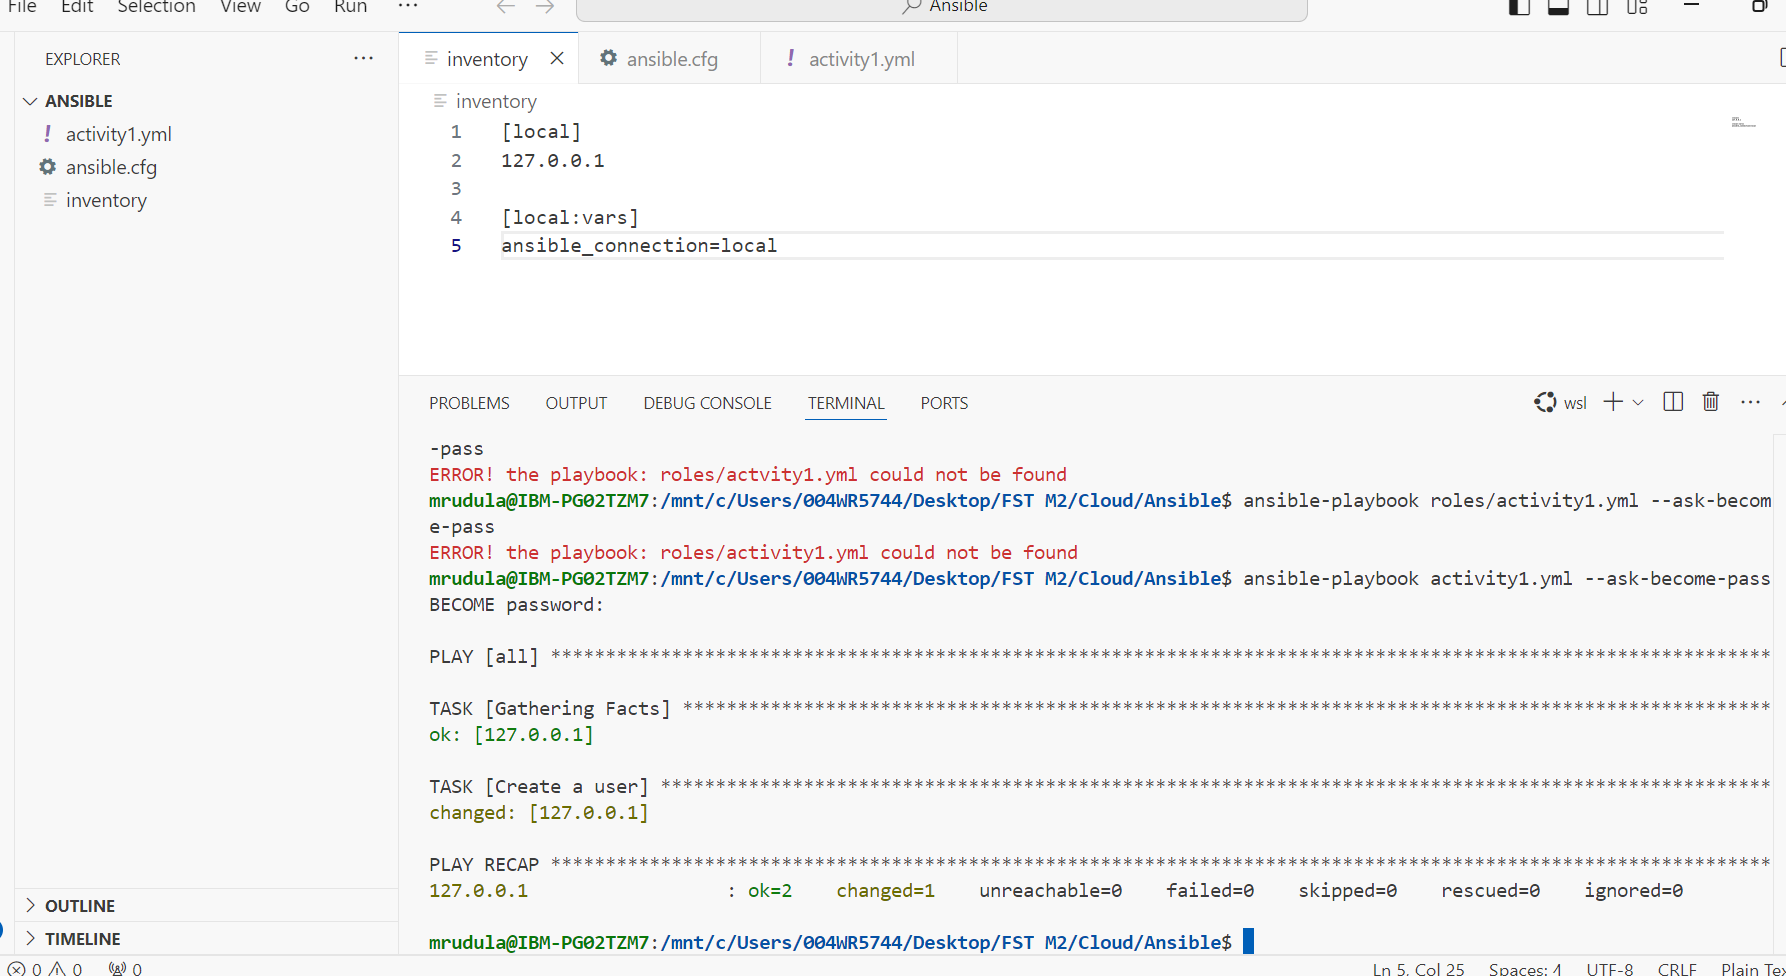 File Edit Selection View Go Run ··· Ansible
EXPLORER ···
ANSIBLE
! activity1.yml
ansible.cfg
inventory
OUTLINE
TIMELINE
inventory ansible.cfg ! activity1.yml
inventory
1 [local]
2 127.0.0.1
3
4 [local:vars]
5 ansible_connection=local
PROBLEMS OUTPUT DEBUG CONSOLE TERMINAL PORTS wsl
-pass
ERROR! the playbook: roles/actvity1.yml could not be found
mrudula@IBM-PG02TZM7:/mnt/c/Users/004WR5744/Desktop/FST M2/Cloud/Ansible$ ansible-playbook roles/activity1.yml --ask-becom
e-pass
ERROR! the playbook: roles/activity1.yml could not be found
mrudula@IBM-PG02TZM7:/mnt/c/Users/004WR5744/Desktop/FST M2/Cloud/Ansible$ ansible-playbook activity1.yml --ask-become-pass
BECOME password:
PLAY [all] ***************************************************************************************************************
TASK [Gathering Facts] ***************************************************************************************************
ok: [127.0.0.1]
TASK [Create a user] *****************************************************************************************************
changed: [127.0.0.1]
PLAY RECAP ***************************************************************************************************************
127.0.0.1 : ok=2 changed=1 unreachable=0 failed=0 skipped=0 rescued=0 ignored=0
mrudula@IBM-PG02TZM7:/mnt/c/Users/004WR5744/Desktop/FST M2/Cloud/Ansible$
0 0 0 Ln 5, Col 25 Spaces: 4 UTF-8 CRLF Plain Tex